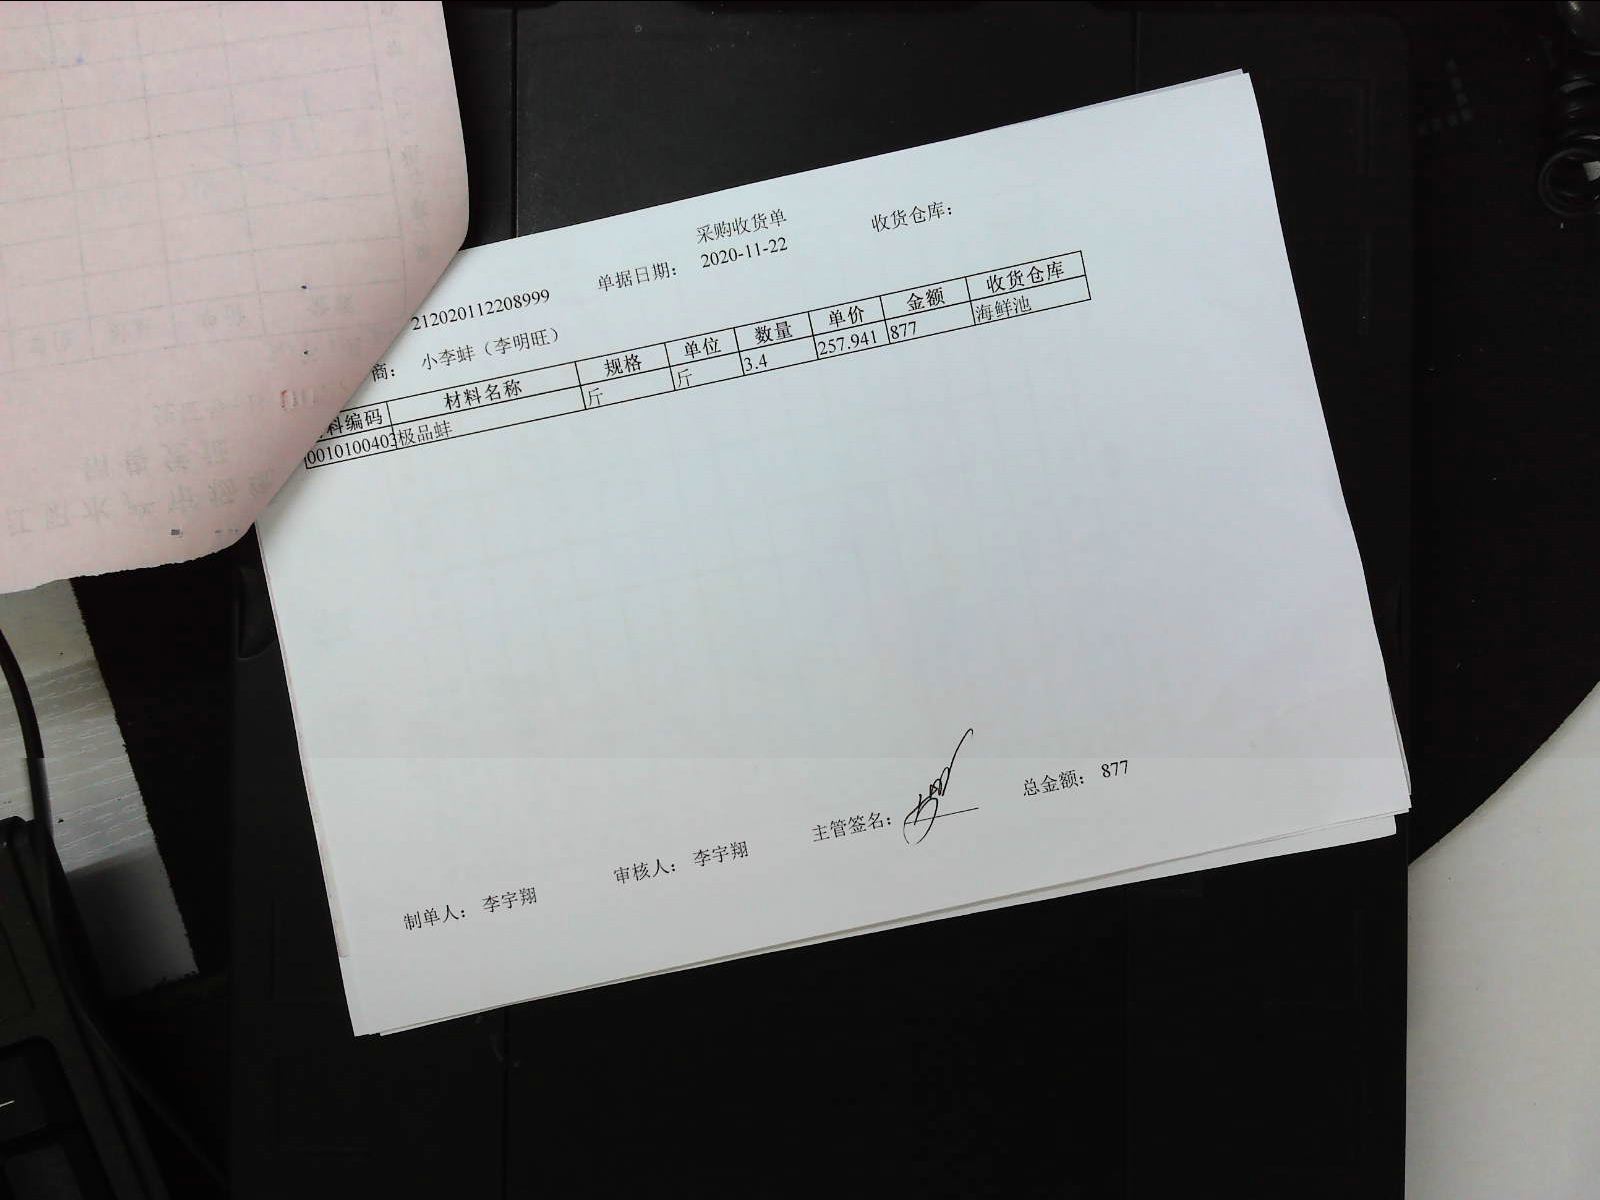 采购收货单
收货仓库：
212020112208999 单据日期： 2020-11-22
商： 小李蚌（李明旺）
料编码 材料名称 规格 单位 数量 单价 金额 收货仓库
0010100403 极品蚌 斤 斤 3.4 257.941 877 海鲜池
制单人： 李宇翔 审核人： 李宇翔 主管签名： 总金额： 877